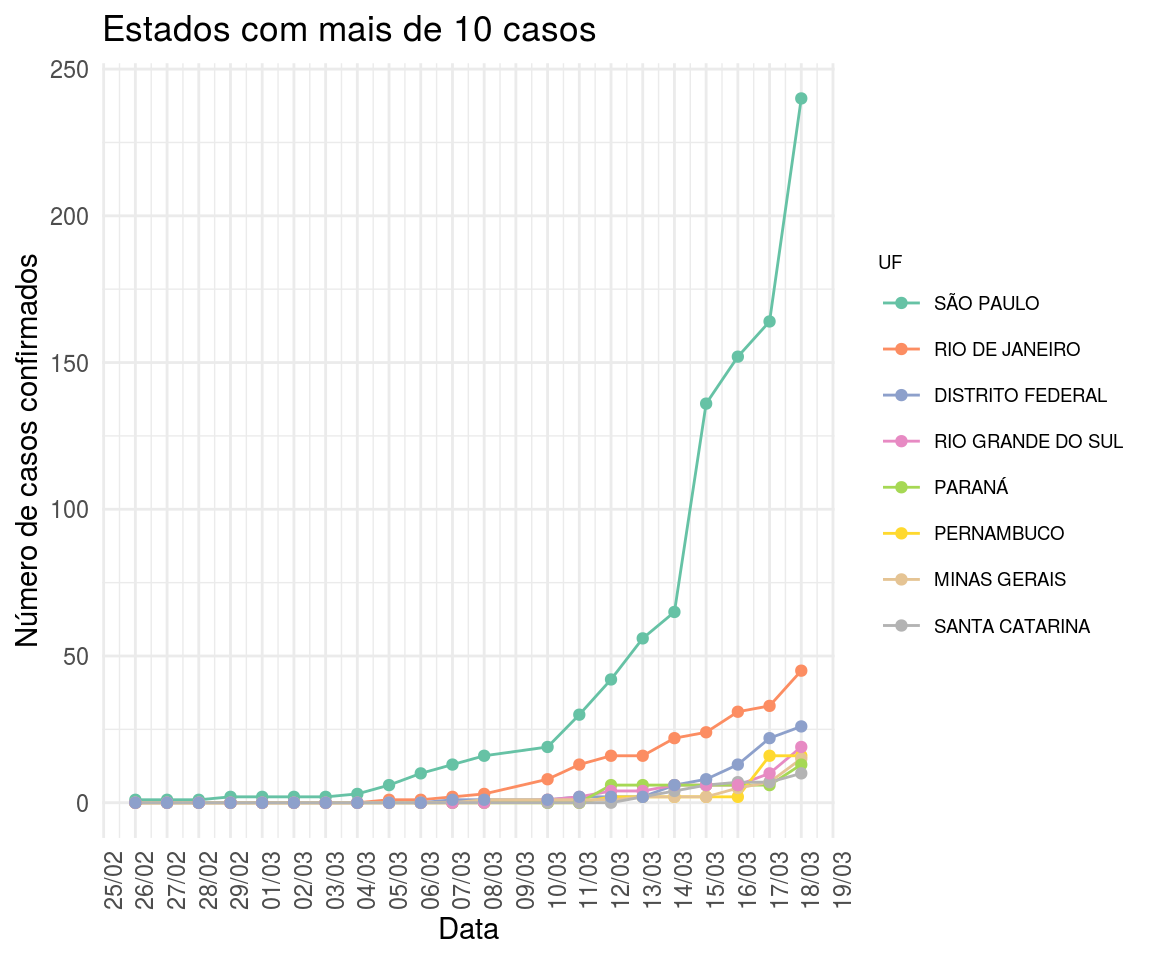 Estados com mais de 10 casos
Número de casos confirmados
250
200
150
100
50
0
25/02
26/02
27/02
28/02
29/02
01/03
02/03
03/03
04/03
05/03
06/03
07/03
08/03
09/03
10/03
11/03
12/03
13/03
14/03
15/03
16/03
17/03
18/03
19/03
Data
UF
SÃO PAULO
RIO DE JANEIRO
DISTRITO FEDERAL
RIO GRANDE DO SUL
PARANÁ
PERNAMBUCO
MINAS GERAIS
SANTA CATARINA